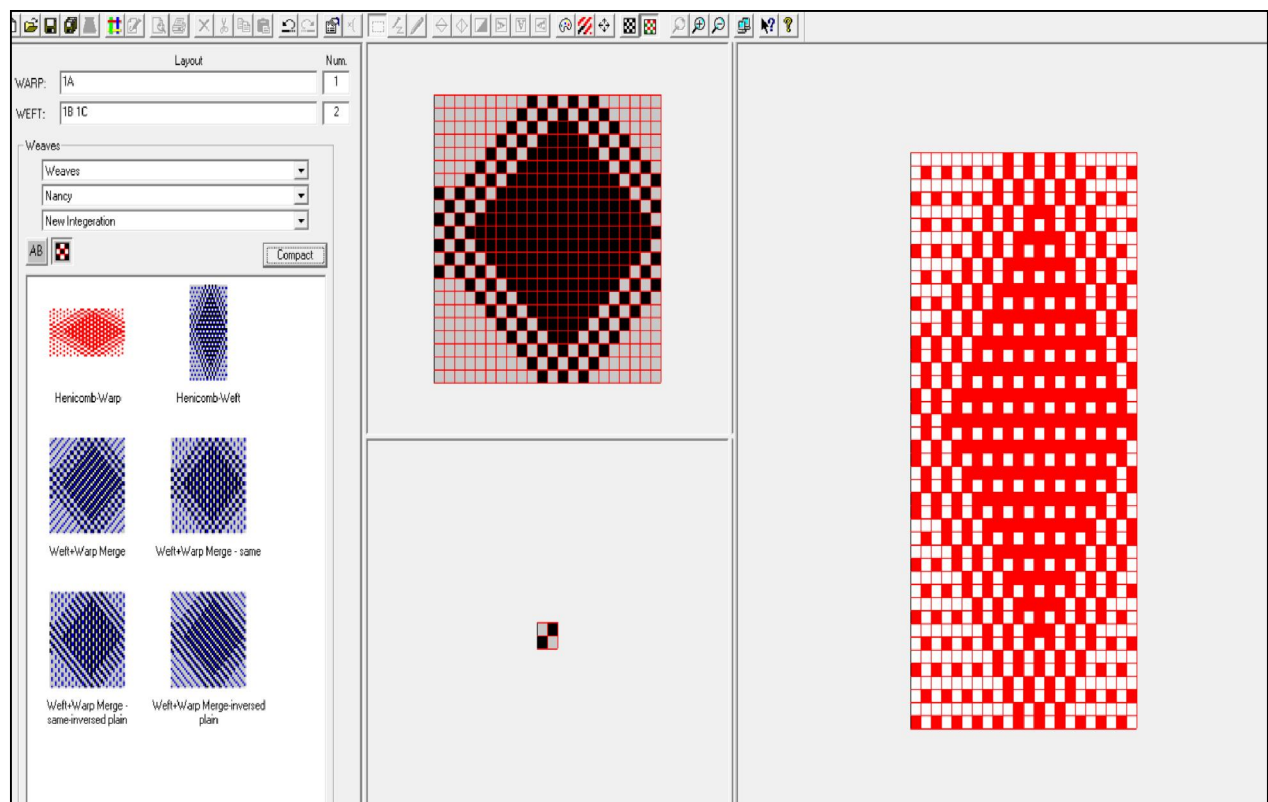 Layout Num.
WARP: 1A 1
WEFT: 1B 1C 2
Weaves
Weaves
Nancy
New Integeration
AB Compact
Henicomb-Warp Henicomb-Weft
Weft+Warp Merge Weft+Warp Merge - same
Weft+Warp Merge - Weft+Warp Merge-inversed
same-inversed plain plain